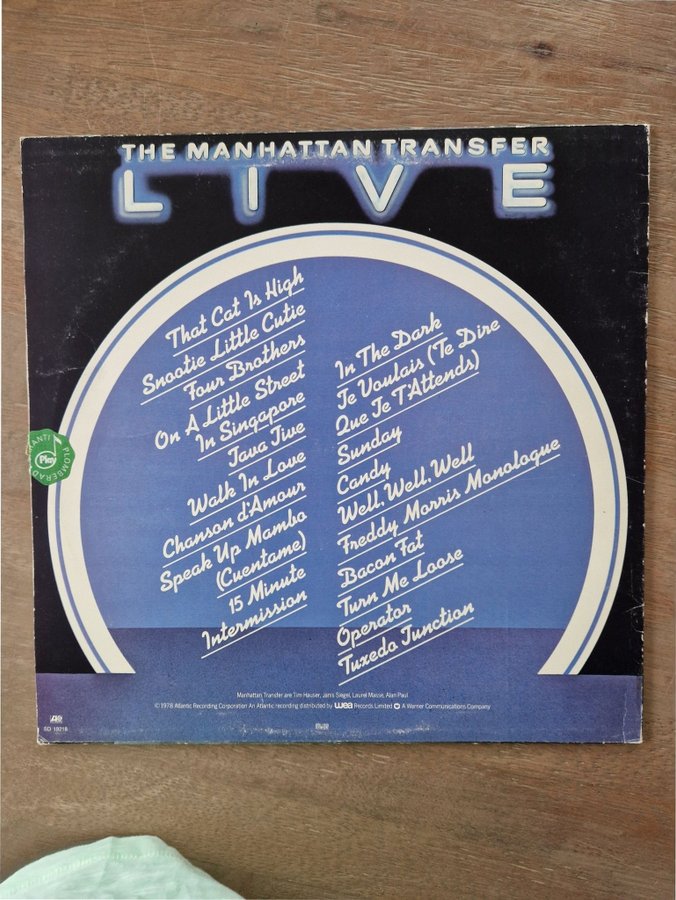 THE MANHATTAN TRANSFER
LIVE
That Cat Is High
Snootie Little Cutie
Four Brothers
On A Little Street
In Singapore
Java Jive
Walk In Love
Chanson d'Amour
Speak Up Mambo
(Cuentame)
15 Minute
Intermission
In The Dark
Je Voulais (Te Dire
Que Je T'Attends)
Sunday
Candy
Well, Well, Well
Freddy Morris Monologue
Bacon Fat
Turn Me Loose
Operator
Tuxedo Junction
ANTI PLOMBERAD
Play
Manhattan Transfer are Tim Hauser, Janis Siegel, Laurel Masse, Alan Paul
© 1978 Atlantic Recording Corporation An Atlantic recording distributed by wea Records Limited A Warner Communications Company
SD 19218